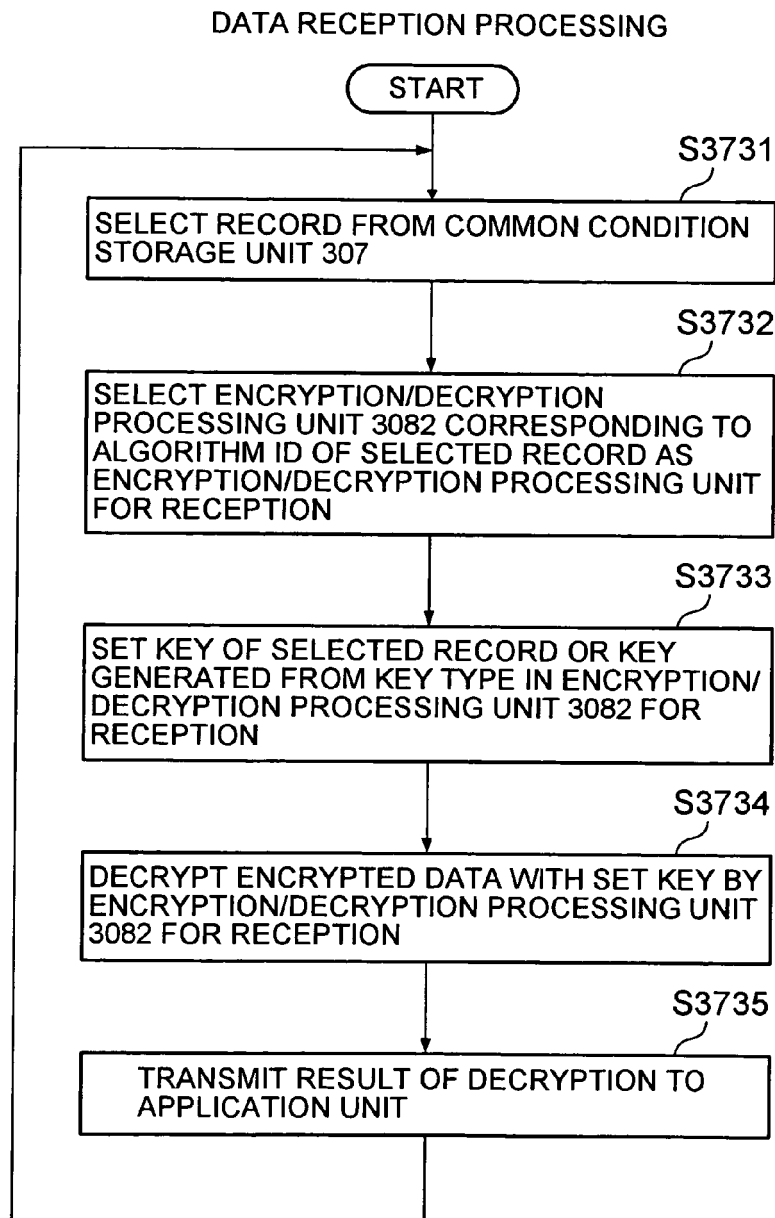 DATA RECEPTION PROCESSING
START
S3731
SELECT RECORD FROM COMMON CONDITION
STORAGE UNIT 307
S3732
SELECT ENCRYPTION/DECRYPTION
PROCESSING UNIT 3082 CORRESPONDING TO
ALGORITHM ID OF SELECTED RECORD AS
ENCRYPTION/DECRYPTION PROCESSING UNIT
FOR RECEPTION
S3733
SET KEY OF SELECTED RECORD OR KEY
GENERATED FROM KEY TYPE IN ENCRYPTION/
DECRYPTION PROCESSING UNIT 3082 FOR
RECEPTION
S3734
DECRYPT ENCRYPTED DATA WITH SET KEY BY
ENCRYPTION/DECRYPTION PROCESSING UNIT
3082 FOR RECEPTION
S3735
TRANSMIT RESULT OF DECRYPTION TO
APPLICATION UNIT